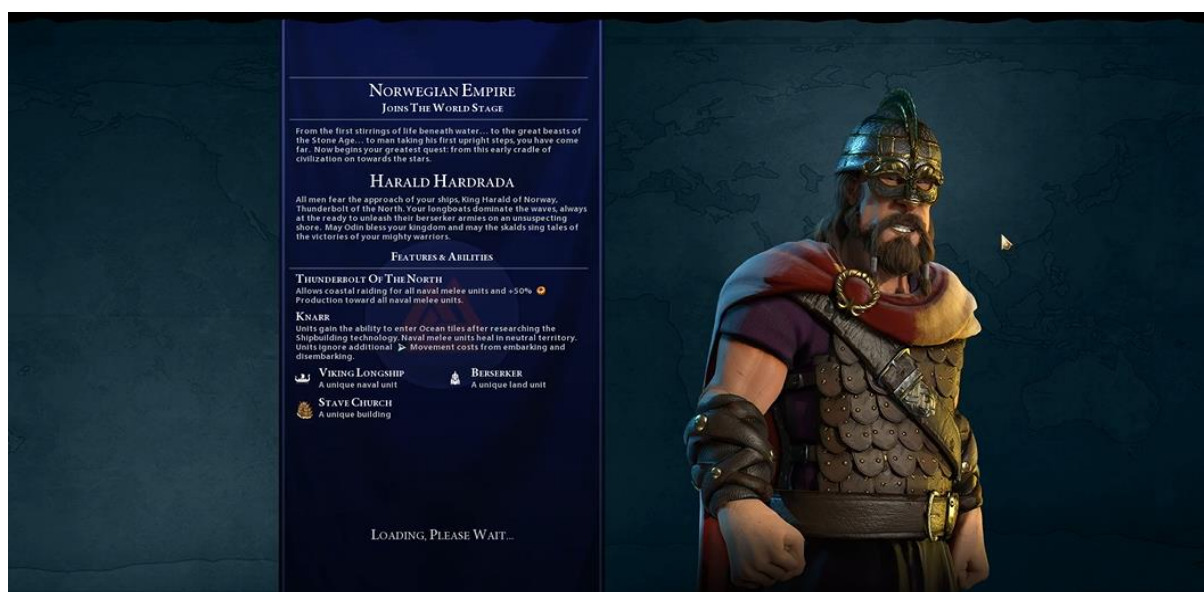 NORWEGIAN EMPIRE
JOINS THE WORLD STAGE
From the first stirrings of life beneath water... to the great beasts of
the Stone Age... to man taking his first upright steps, you have come
far. Now begins your greatest quest: from this early cradle of
civilization on towards the stars.
HARALD HARDRADA
All men fear the approach of your ships, King Harald of Norway,
Thunderbolt of the North. Your longboats dominate the waves, always
at the ready to unleash their berserker armies on an unsuspecting
shore. May Odin bless your kingdom and may the skalds sing tales of
the victories of your mighty warriors.
FEATURES & ABILITIES
THUNDERBOLT OF THE NORTH
Allows coastal raiding for all naval melee units and +50%
Production toward all naval melee units.
KNARR
Units gain the ability to enter Ocean tiles after researching the
Shipbuilding technology. Naval melee units heal in neutral territory.
Units ignore additional Movement costs from embarking and
disembarking.
VIKING LONGSHIP
A unique naval unit
BERSERKER
A unique land unit
STAVE CHURCH
A unique building
LOADING, PLEASE WAIT...